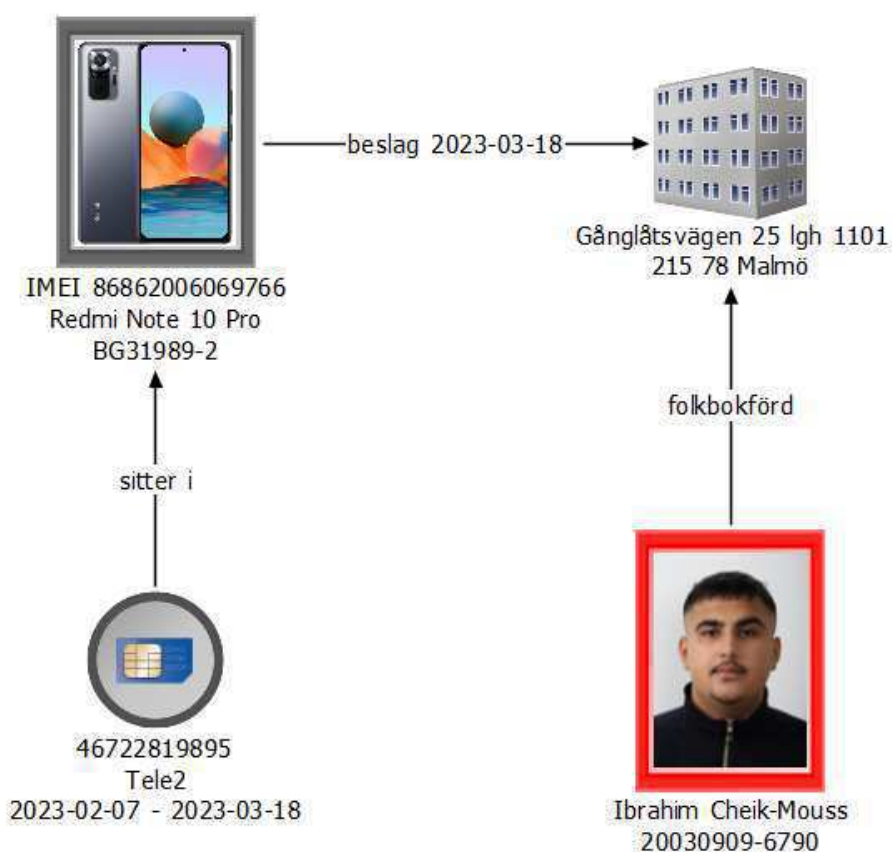 beslag 2023-03-18
Gånglåtsvägen 25 lgh 1101
215 78 Malmö
IMEI 86862006069766
Redmi Note 10 Pro
BG31989-2
folkbokförd
sitter i
46722819895
Tele2
2023-02-07 - 2023-03-18
Ibrahim Cheik-Mouss
20030909-6790